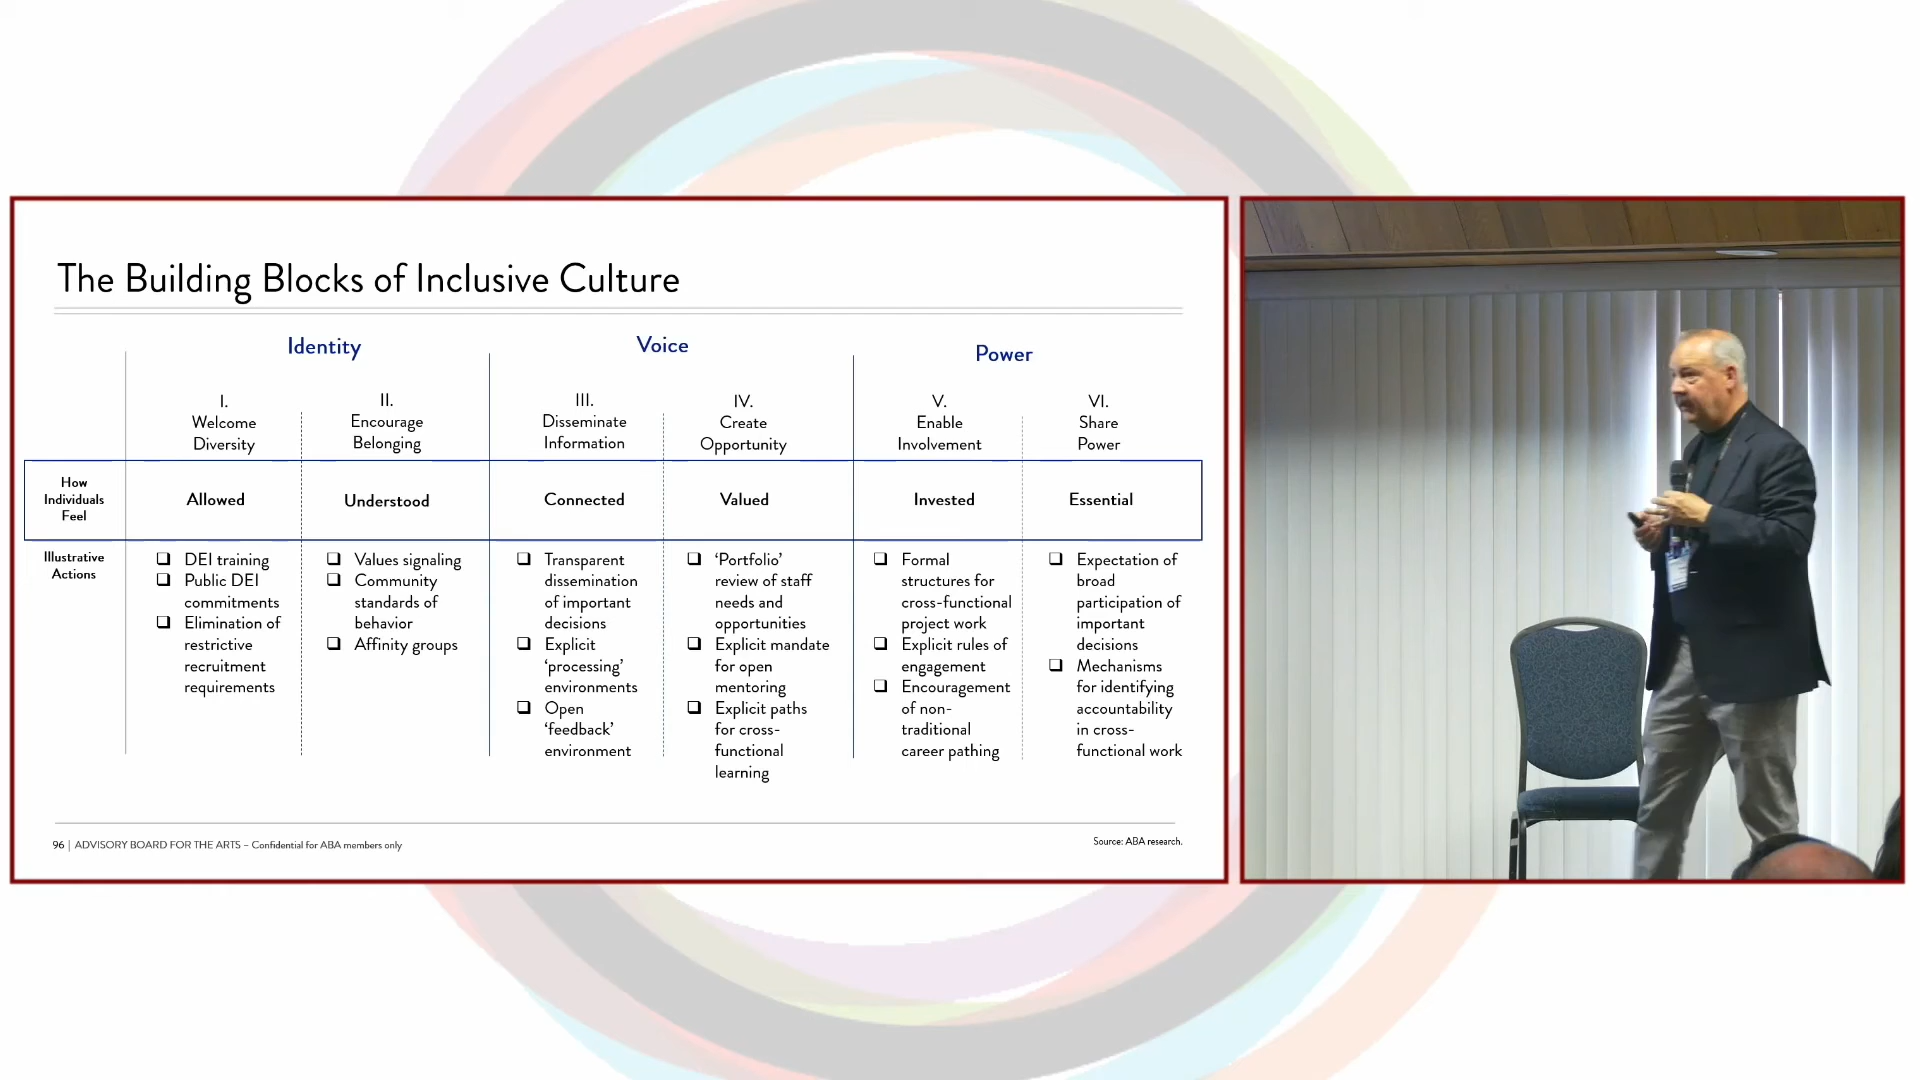 The Building Blocks of Inclusive Culture
Identity
Voice
Power
I.
Welcome
Diversity
II.
Encourage
Belonging
III.
Disseminate
Information
IV.
Create
Opportunity
V.
Enable
Involvement
VI.
Share
Power
How
Individuals
Feel
Allowed
Understood
Connected
Valued
Invested
Essential
Illustrative
Actions
❑ DEI training
❑ Public DEI
commitments
❑ Elimination of
restrictive
recruitment
requirements
❑ Values signaling
❑ Community
standards of
behavior
❑ Affinity groups
❑ Transparent
dissemination
of important
decisions
❑ Explicit
‘processing’
environments
❑ Open
‘feedback’
environment
❑ ‘Portfolio’
review of staff
needs and
opportunities
❑ Explicit mandate
for open
mentoring
❑ Explicit paths
for cross-
functional
learning
❑ Formal
structures for
cross-functional
project work
❑ Explicit rules of
engagement
❑ Encouragement
of non-
traditional
career pathing
❑ Expectation of
broad
participation of
important
decisions
❑ Mechanisms
for identifying
accountability
in cross-
functional work
96 | ADVISORY BOARD FOR THE ARTS – Confidential for ABA members only
Source: ABA research.